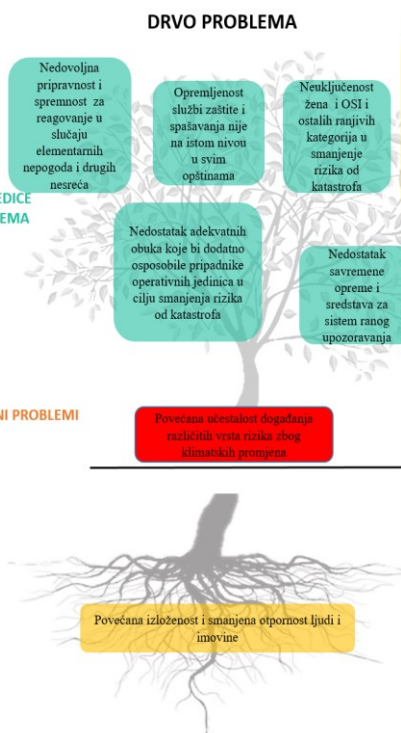 DRVO PROBLEMA
Nedovoljna
pripravnost i
spremnost za
reagovanje u
slučaju
elementarnih
nepogoda i drugih
nesreća
Opremljenost
službi zaštite i
spašavanja nije
na istom nivou
u svim
opštinama
Neuključenost
žena i OSI i
ostalih ranjivih
kategorija u
smanjenje
rizika od
katastrofa
EDICE
EMA
Nedostatak adekvatnih
obuka koje bi dodatno
osposobile pripadnike
operativnih jedinica u
cilju smanjenja rizika
od katastrofa
Nedostatak
savremene
opreme i
sredstava za
sistem ranog
upozoravanja
NI PROBLEMI
Povećana učestalost događanja
različitih vrsta rizika zbog
klimatskih promjena
Povećana izloženost i smanjena otpornost ljudi i
imovine